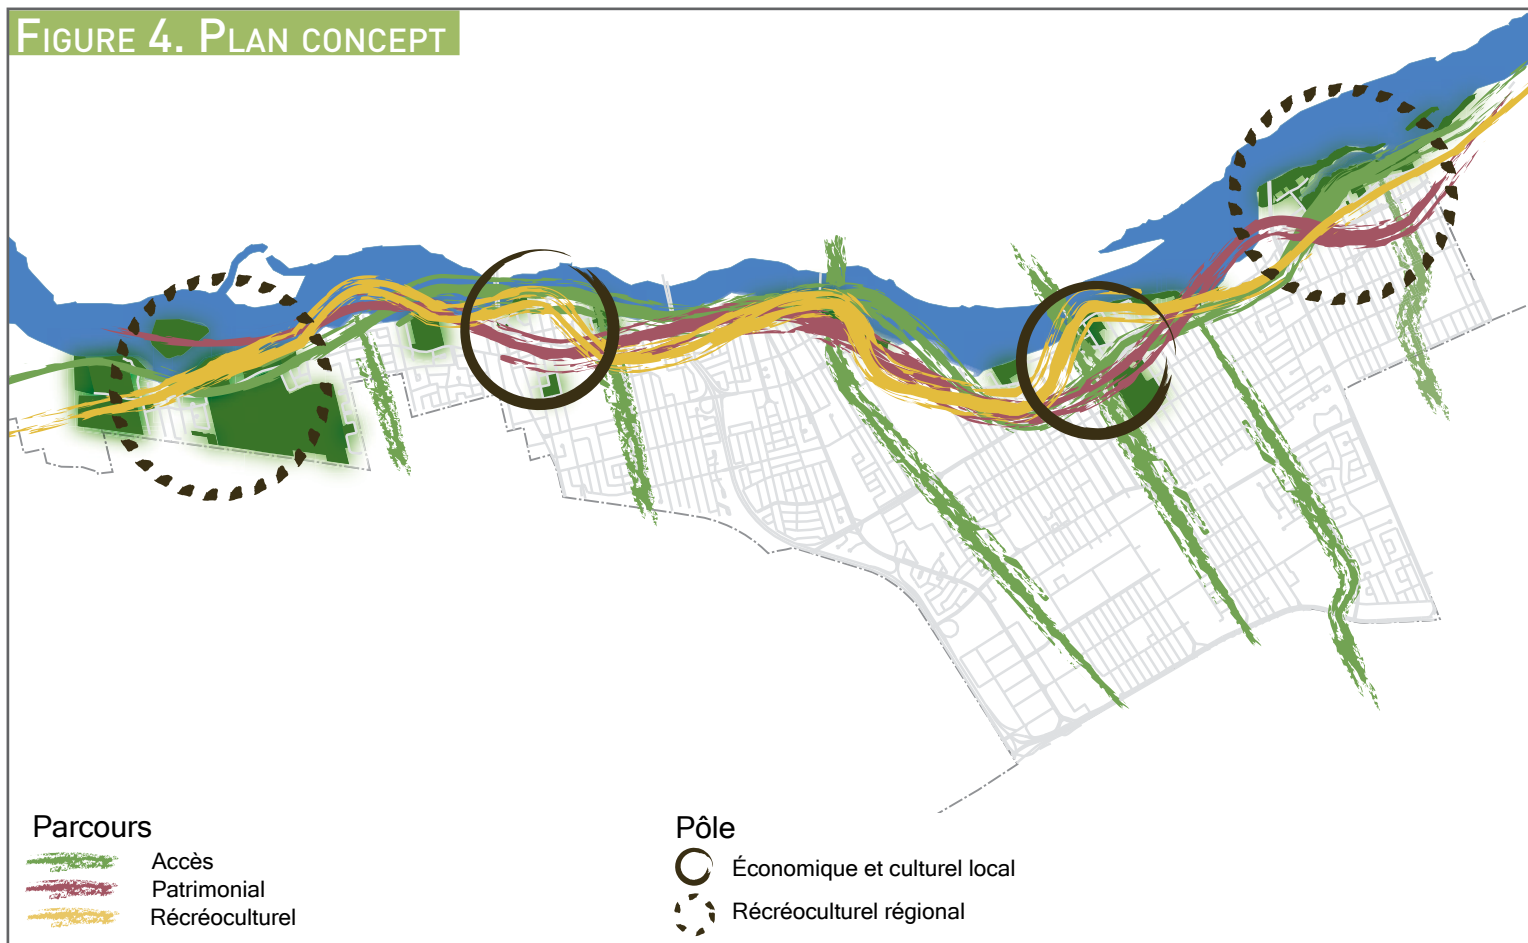 FIGURE 4. PLAN CONCEPT
Parcours
Accès
Patrimonial
Récréoculturel
Pôle
Économique et culturel local
Récréoculturel régional